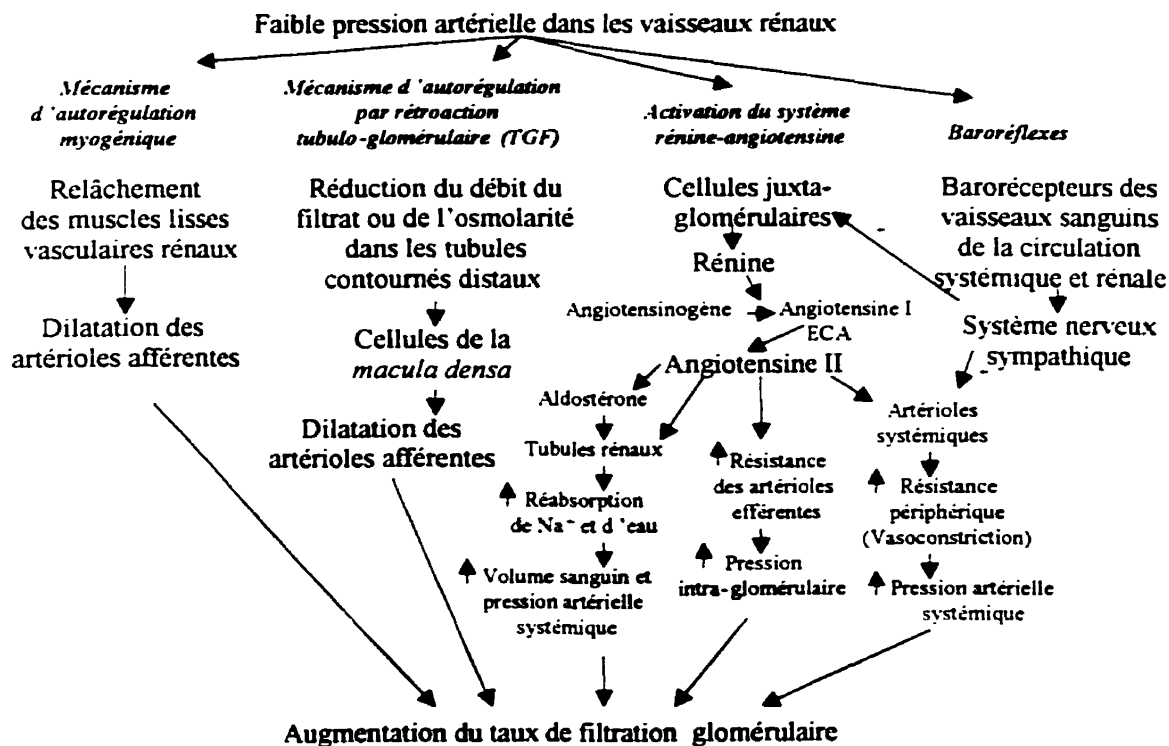 Faible pression artérielle dans les vaisseaux rénaux
Mécanisme
d 'autorégulation
myogénique
Mécanisme d 'autorégulation
par rétroaction
tubulo-glomérulaire (TGF)
Activation du système
rénine-angiotensine
Baroréflexes
Relâchement
des muscles lisses
vasculaires rénaux
Dilatation des
artérioles afférentes
Réduction du débit du
filtrat ou de l'osmolarité
dans les tubules
contournés distaux
Cellules de la
macula densa
Dilatation des
artérioles afférentes
Cellules juxta-
glomérulaires
Rénine
Angiotensinogène
Angiotensine I
ECA
Angiotensine II
Aldostérone
Tubules rénaux
Réabsorption
de Na+ et d 'eau
Volume sanguin et
pression artérielle
systémique
Résistance
des artérioles
efférentes
Pression
intra-glomérulaire
Barorécepteurs des
vaisseaux sanguins
de la circulation
systémique et rénale
Système nerveux
sympathique
Artérioles
systémiques
Résistance
périphérique
(Vasoconstriction)
Pression artérielle
systémique
Augmentation du taux de filtration glomérulaire